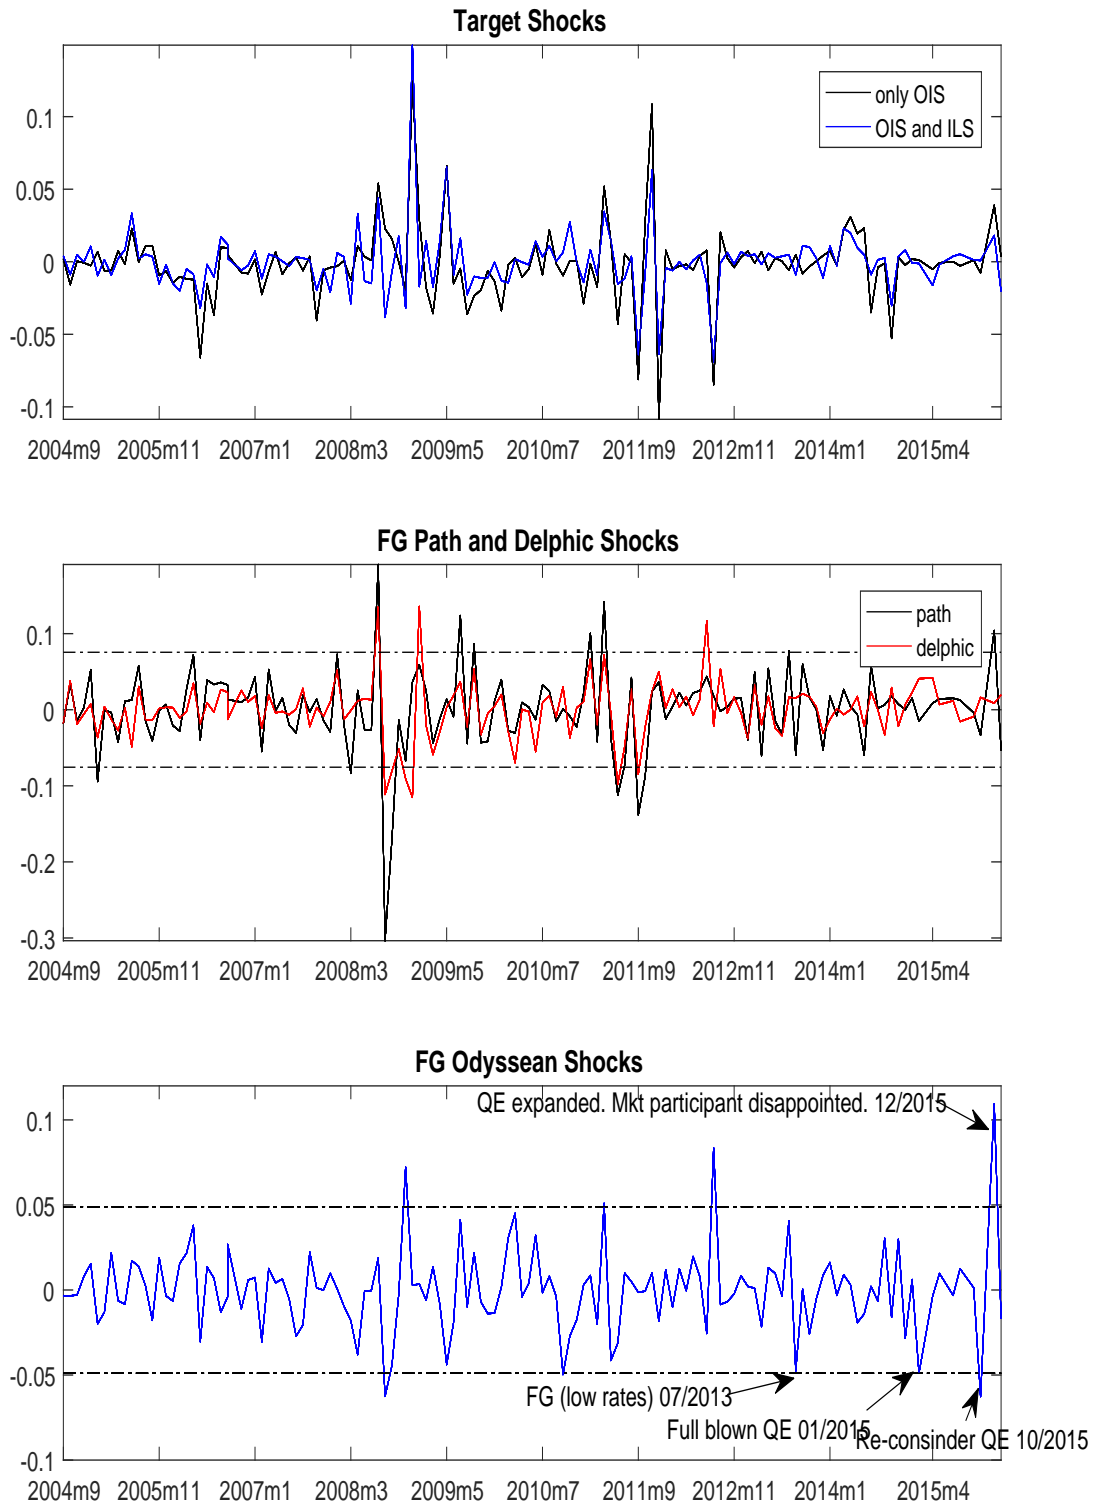 Target Shocks
only OIS
OIS and ILS
0.1
0.05
0
-0.05
-0.1
2004m9 2005m11 2007m1 2008m3 2009m5 2010m7 2011m9 2012m11 2014m1 2015m4
FG Path and Delphic Shocks
path
delphic
0.1
0
-0.1
-0.2
-0.3
2004m9 2005m11 2007m1 2008m3 2009m5 2010m7 2011m9 2012m11 2014m1 2015m4
FG Odyssean Shocks
QE expanded. Mkt participant disappointed. 12/2015
0.1
0.05
0
-0.05
-0.1
FG (low rates) 07/2013
Full blown QE 01/2015
Re-consinder QE 10/2015
2004m9 2005m11 2007m1 2008m3 2009m5 2010m7 2011m9 2012m11 2014m1 2015m4